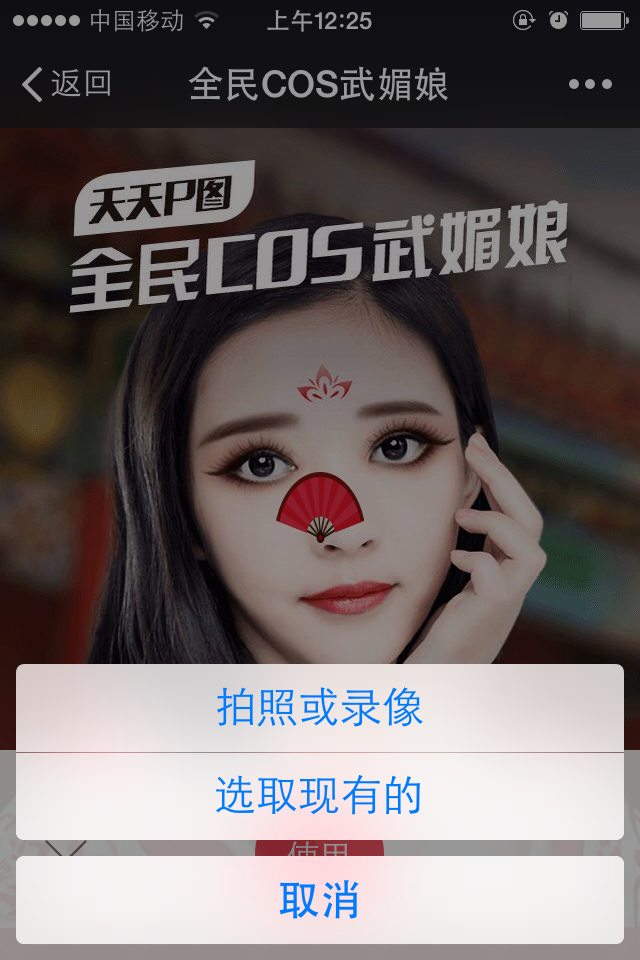 中国移动 上午12:25
返回 全民COS武媚娘
天天P图
全民COS武媚娘
拍照或录像
选取现有的
使用
取消